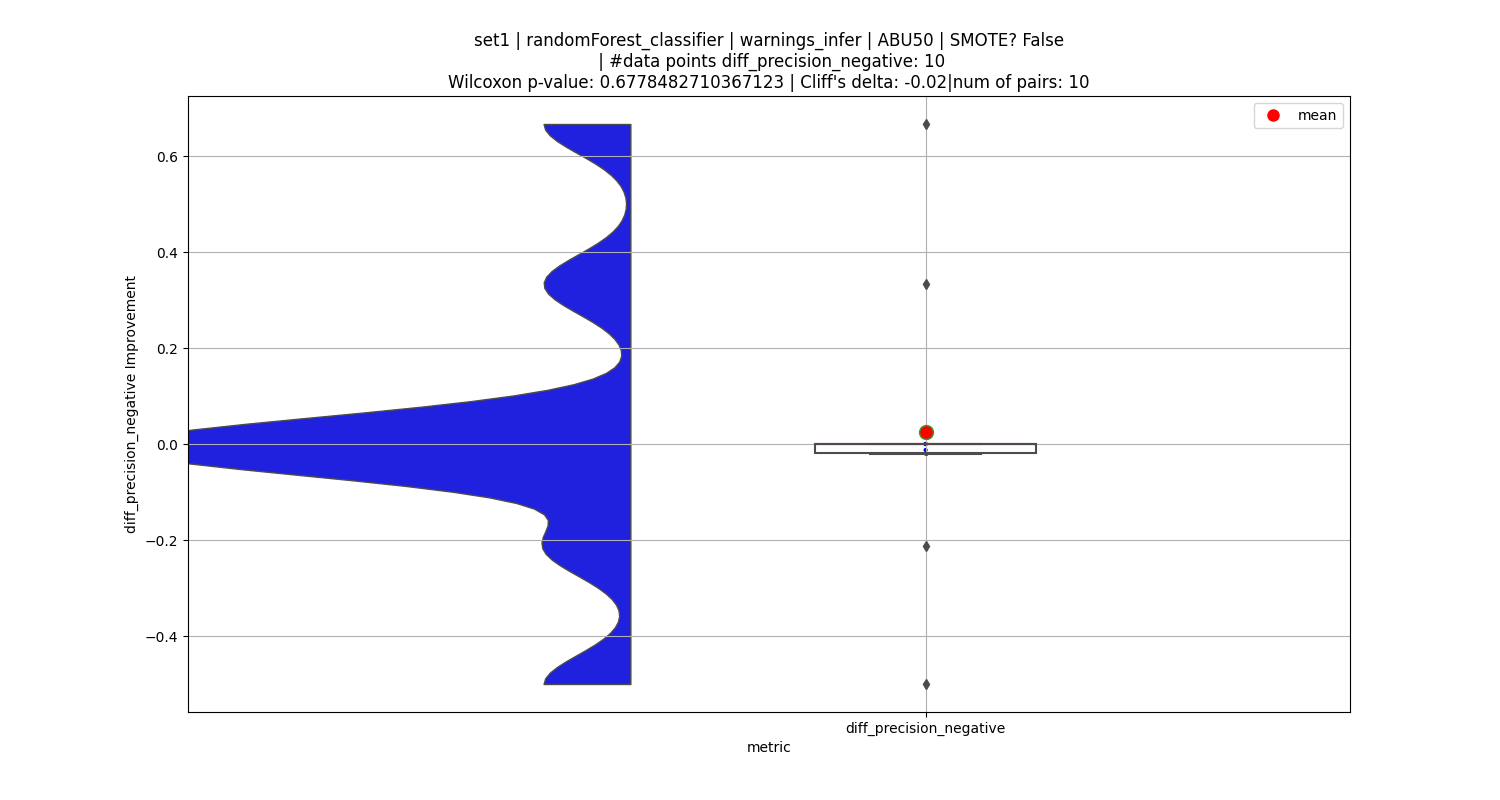 set1 | randomForest_classifier | warnings_infer | ABU50 | SMOTE? False
| #data points diff_precision_negative: 10
Wilcoxon p-value: 0.6778482710367123 | Cliff's delta: -0.02|num of pairs: 10
mean
0.6
0.4
0.2
0.0
−0.2
−0.4
diff_precision_negative Improvement
diff_precision_negative
metric